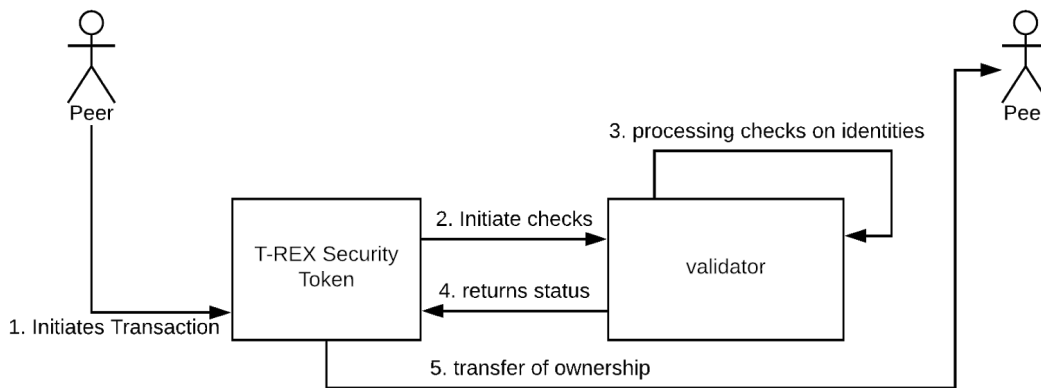 Peer
Pee
3. processing checks on identities
2. Initiate checks
T-REX Security
Token
validator
4. returns status
1. Initiates Transaction
5. transfer of ownership